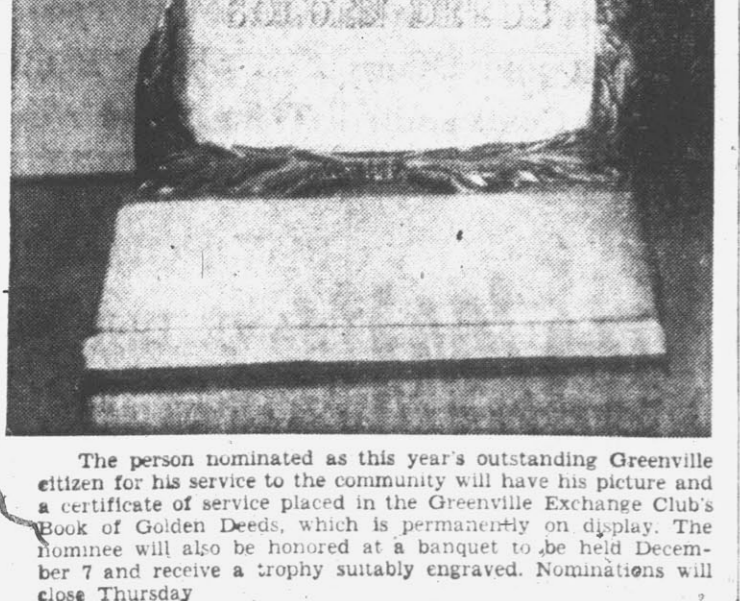 The person nominated as this year's outstanding Greenville
citizen for his service to the community will have his picture and
a certificate of service placed in the Greenville Exchange Club's
Book of Golden Deeds, which is permanently on display. The
nominee will also be honored at a banquet to be held Decem-
ber 7 and receive a trophy suitably engraved. Nominations will
close Thursday